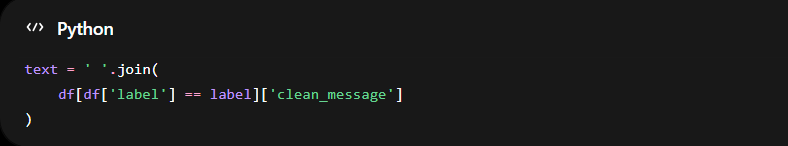 </> Python
text = ' '.join(
    df[df['label'] == label]['clean_message']
)